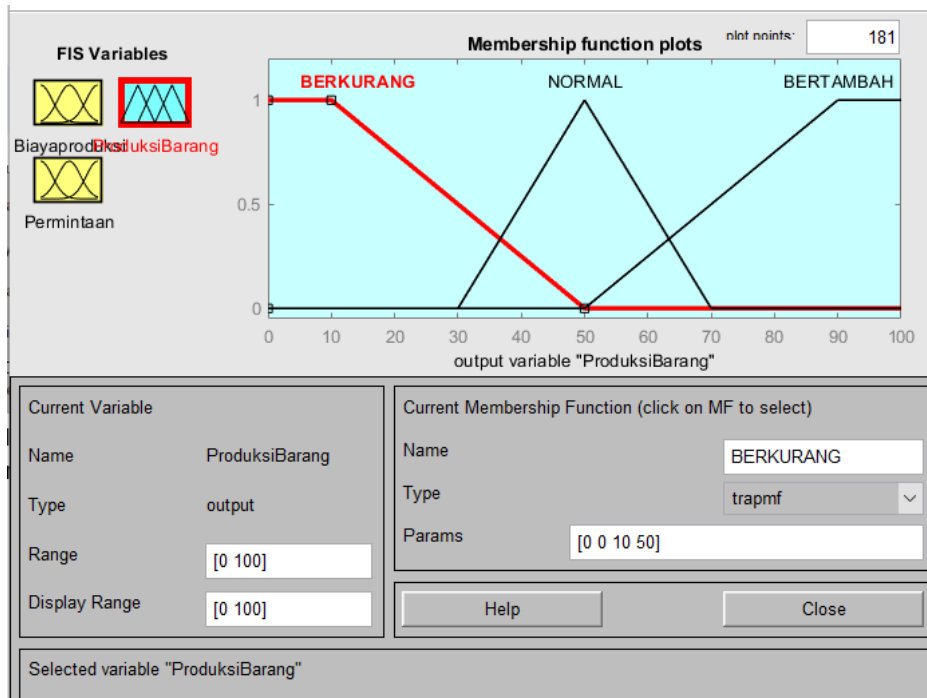 FIS Variables
Biayaproduksi
ProduksiBarang
Permintaan
Membership function plots
plot points:
181
BERKURANG
NORMAL
BERTAMBAH
1
0.5
0
0 10 20 30 40 50 60 70 80 90 100
output variable "ProduksiBarang"
Current Variable
Name ProduksiBarang
Type output
Range [0 100]
Display Range [0 100]
Current Membership Function (click on MF to select)
Name BERKURANG
Type trapmf
Params [0 0 10 50]
Help
Close
Selected variable "ProduksiBarang"